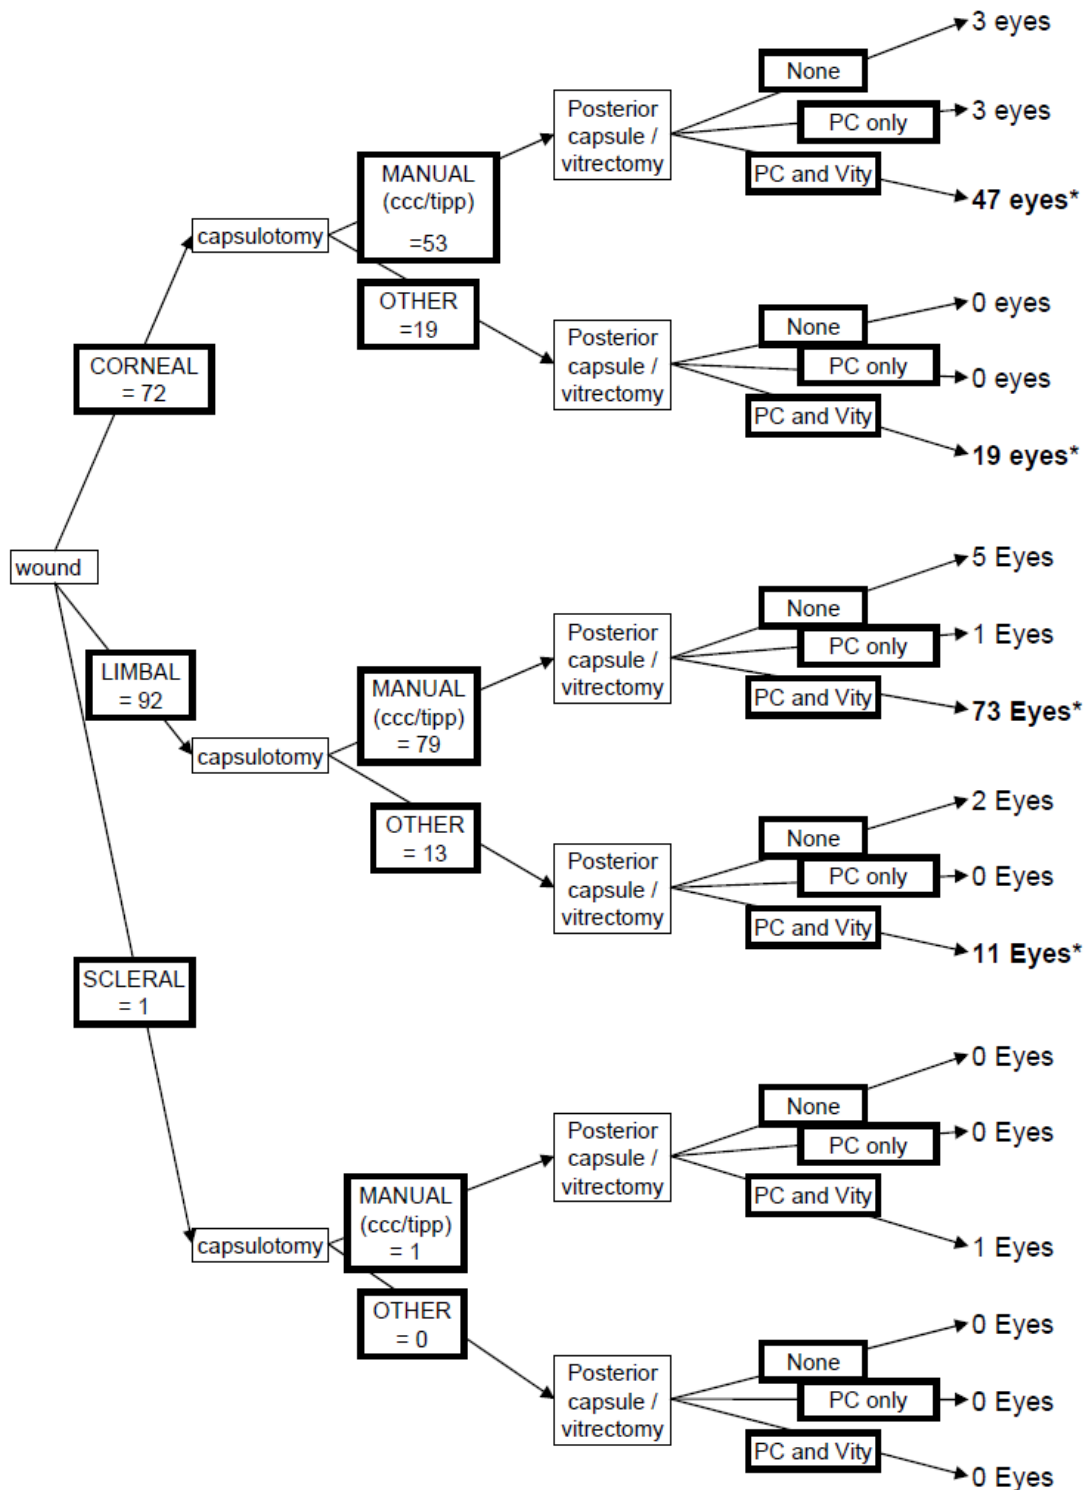 3 eyes
None
Posterior
capsule /
vitrectomy
PC only
3 eyes
MANUAL
(ccc/tipp)
=53
PC and Vity
47 eyes*
capsulotomy
OTHER
=19
0 eyes
None
Posterior
capsule /
vitrectomy
PC only
0 eyes
CORNEAL
= 72
PC and Vity
19 eyes*
wound
5 Eyes
None
Posterior
capsule /
vitrectomy
PC only
1 Eyes
LIMBAL
= 92
MANUAL
(ccc/tipp)
= 79
PC and Vity
73 Eyes*
capsulotomy
2 Eyes
OTHER
= 13
None
Posterior
capsule /
vitrectomy
PC only
0 Eyes
PC and Vity
11 Eyes*
SCLERAL
= 1
0 Eyes
None
Posterior
capsule /
vitrectomy
PC only
0 Eyes
MANUAL
(ccc/tipp)
= 1
PC and Vity
1 Eyes
capsulotomy
OTHER
= 0
0 Eyes
None
Posterior
capsule /
vitrectomy
PC only
0 Eyes
PC and Vity
0 Eyes